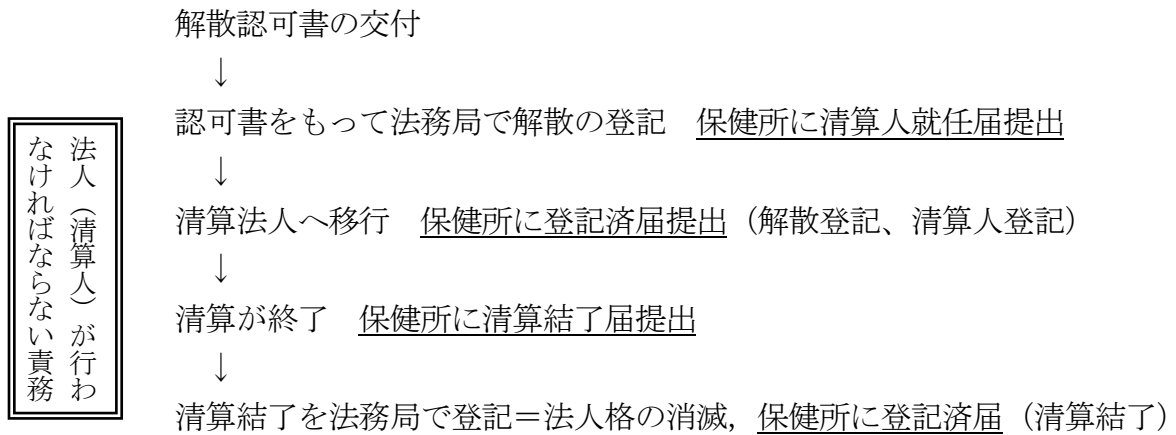 解散認可書の交付
↓
認可書をもって法務局で解散の登記　保健所に清算人就任届提出
↓
清算法人へ移行　保健所に登記済届提出（解散登記、清算人登記）
↓
清算が終了　保健所に清算結了届提出
↓
清算結了を法務局で登記＝法人格の消滅，保健所に登記済届（清算結了）
法人（清算人）が行わ
なければならない責務